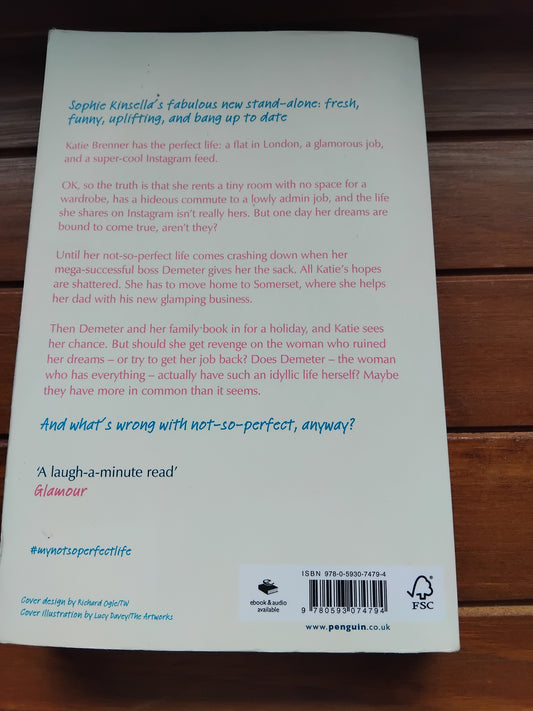 Sophie Kinsella's fabulous new stand-alone: fresh,
funny, uplifting, and bang up to date
Katie Brenner has the perfect life: a flat in London, a glamorous job,
and a super-cool Instagram feed.
OK, so the truth is that she rents a tiny room with no space for a
wardrobe, has a hideous commute to a lowly admin job, and the life
she shares on Instagram isn't really hers. But one day her dreams are
bound to come true, aren't they?
Until her not-so-perfect life comes crashing down when her
mega-successful boss Demeter gives her the sack. All Katie's hopes
are shattered. She has to move home to Somerset, where she helps
her dad with his new glamping business.
Then Demeter and her family book in for a holiday, and Katie sees
her chance. But should she get revenge on the woman who ruined
her dreams – or try to get her job back? Does Demeter – the woman
who has everything – actually have such an idyllic life herself? Maybe
they have more in common than it seems.
And what's wrong with not-so-perfect, anyway?
'A laugh-a-minute read'
Glamour
#mynotsoperfectlife
Cover design by Richard Ogle/TW
Cover illustration by Lucy Davey/The Artworks
ebook & audio
available
ISBN 978-0-5930-7479-4
9 780593 074794
www.penguin.co.uk
FSC